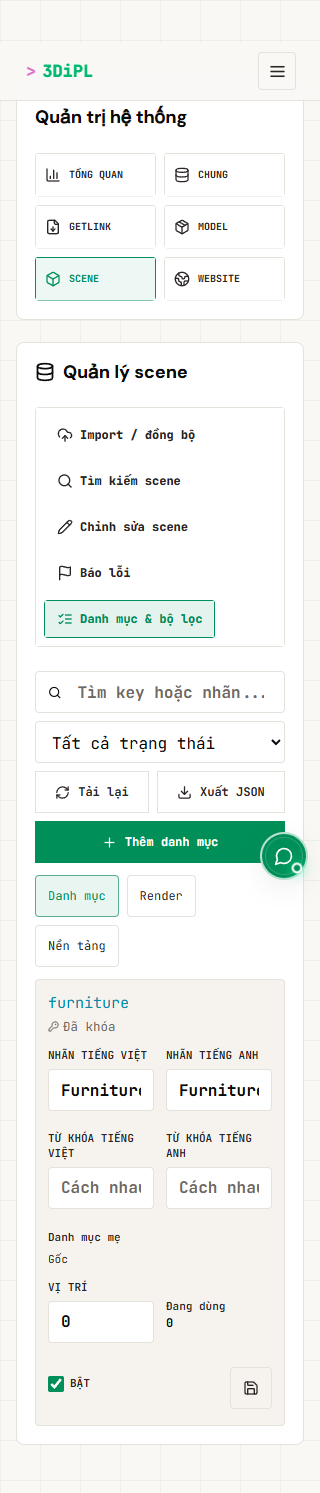 > 3DiPL
Quản trị hệ thống
TỔNG QUAN
CHUNG
GETLINK
MODEL
SCENE
WEBSITE
Quản lý scene
Import / đồng bộ
Tìm kiếm scene
Chỉnh sửa scene
Báo lỗi
Danh mục & bộ lọc
Tìm key hoặc nhãn...
Tất cả trạng thái
Tải lại
Xuất JSON
+ Thêm danh mục
Danh mục
Render
Nền tảng
furniture
Đã khóa
NHÃN TIẾNG VIỆT
NHÃN TIẾNG ANH
Furniture
Furniture
TỪ KHÓA TIẾNG
VIỆT
TỪ KHÓA TIẾNG
ANH
Cách nhau
Cách nhau
Danh mục mẹ
Gốc
VỊ TRÍ
0
Đang dùng
0
BẬT